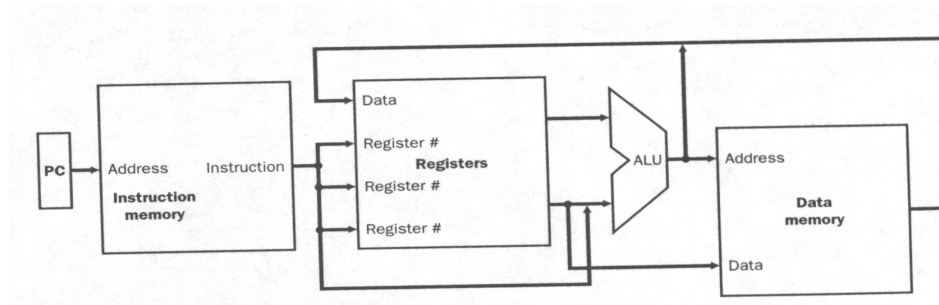 PC
Address
Instruction
Instruction
memory
Data
Register #
Registers
Register #
Register #
ALU
Address
Data
memory
Data